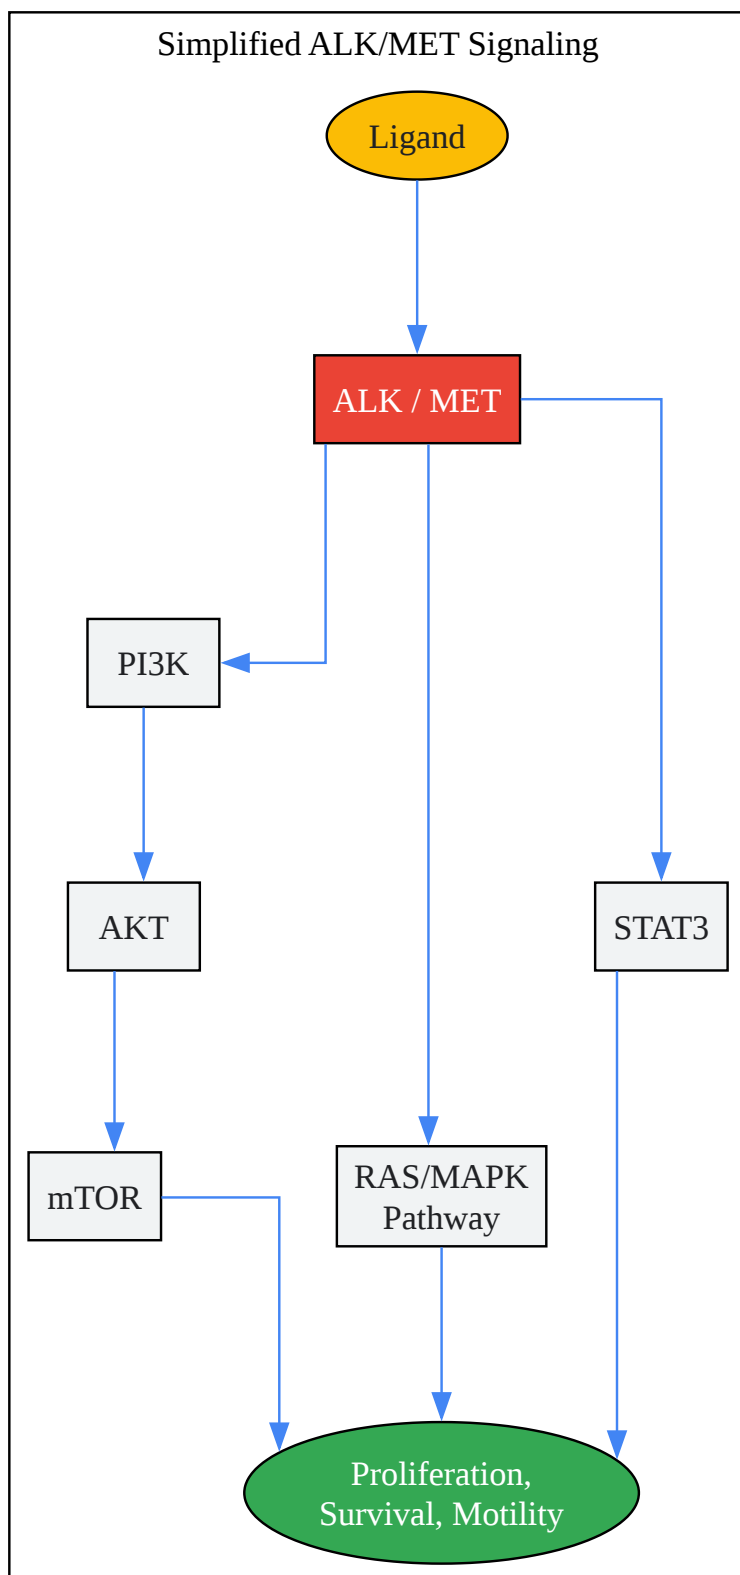 Simplified ALK/MET Signaling
Ligand
ALK / MET
PI3K
AKT
STAT3
mTOR
RAS/MAPK
Pathway
Proliferation,
Survival, Motility